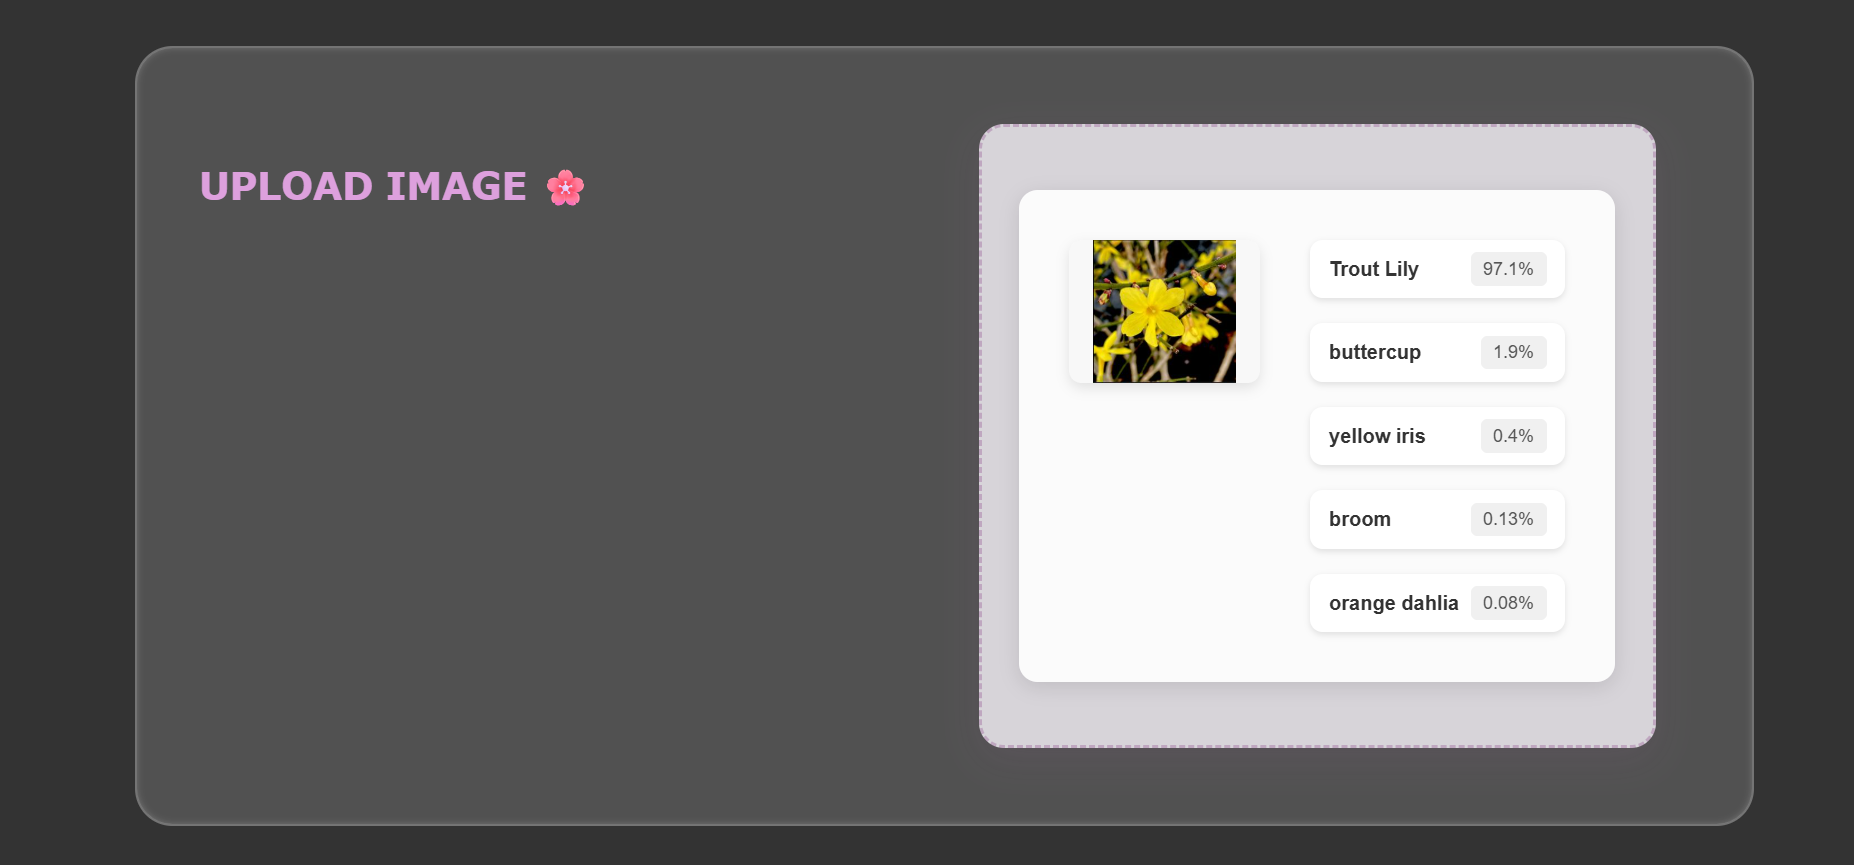 UPLOAD IMAGE 🌸
Trout Lily 97.1%
buttercup 1.9%
yellow iris 0.4%
broom 0.13%
orange dahlia 0.08%